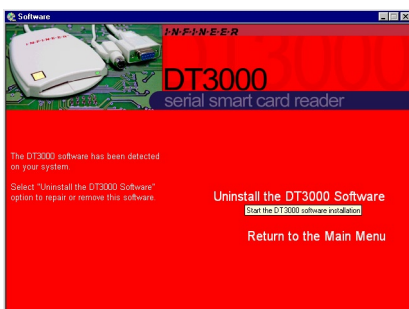 Software
I·N·F·I·N·E·E·R
INFINEER
3000
DT3000
serial smart card reader
The DT3000 software has been detected
on your system.
Select "Uninstall the DT3000 Software"
option to repair or remove this software.
Uninstall the DT3000 Software
Start the DT3000 software installation
Return to the Main Menu